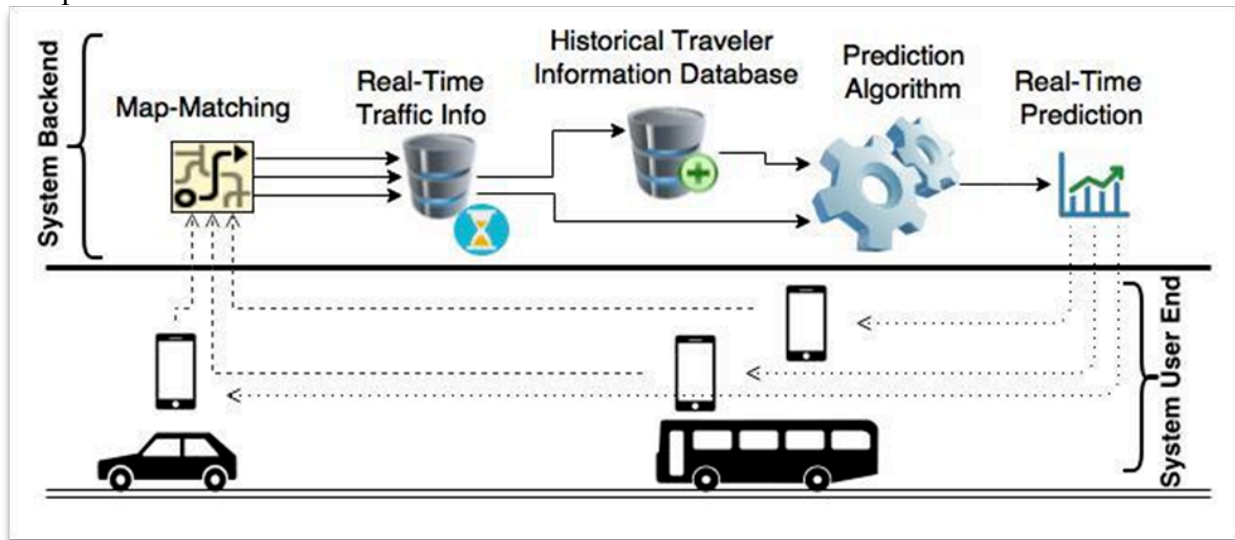 System Backend
Map-Matching
Real-Time
Traffic Info
Historical Traveler
Information Database
Prediction
Algorithm
Real-Time
Prediction
System User End